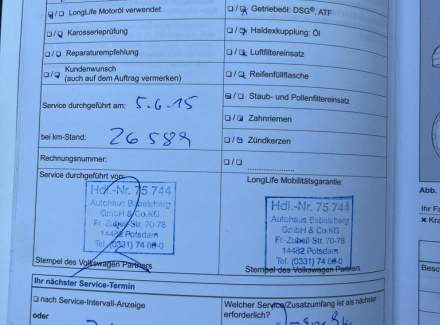 ☑ / ☐ LongLife Motoröl verwendet
☐ / ☑ Getriebeöl: DSG®, ATF
☐ / ☑ Karosserieprüfung
☐ / ☑ Haldexkupplung: Öl
☐ / ☑ Reparaturempfehlung
☐ / ☑ Luftfiltereinsatz
☐ / ☑ Kundenwunsch
(auch auf dem Auftrag vermerken)
☐ / ☑ Reifenfüllflasche
Service durchgeführt am: 5.6.15
☑ / ☐ Staub- und Pollenfiltereinsatz
☐ / ☑ Zahnriemen
bei km-Stand: 26589
☐ / ☑ Zündkerzen
Rechnungsnummer:
☐ / ☐
Service durchgeführt von:
Hdl.-Nr. 75 744
Autohaus Babelsberg
GmbH & Co.KG
Fr.-Zubeil Str. 70-78
14482 Potsdam
Tel. (0331) 74
Stempel des Volkswagen Partners
LongLife Mobilitätsgarantie:
Hdl.-Nr. 75 744
Autohaus Babelsberg
GmbH & Co.KG
Fr.-Zubeil Str. 70-78
14482 Potsdam
Tel. (0331) 74
Stempel des Volkswagen Partners
Ihr nächster Service-Termin
☐ nach Service-Intervall-Anzeige
oder
Welcher Service/Zusatzumfang ist als nächster
erforderlich?
Abb.
Ihr Fa
× Kra
Besc